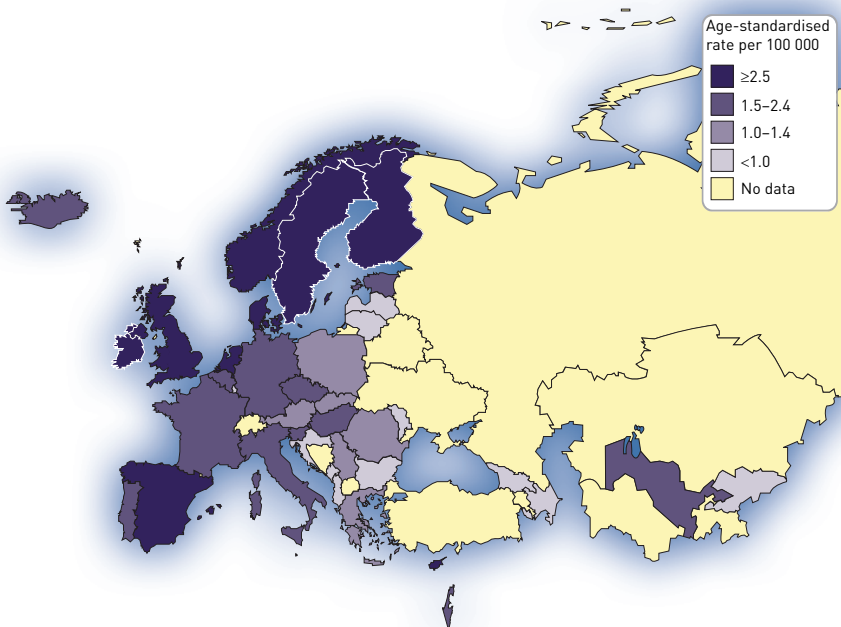 Age-standardised
rate per 100 000
≥2.5
1.5–2.4
1.0–1.4
<1.0
No data